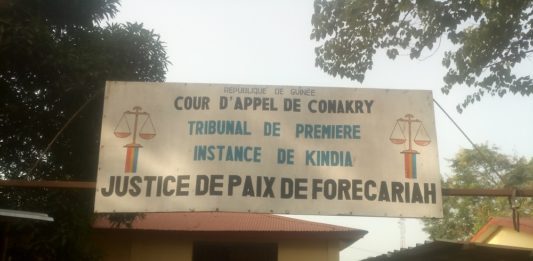 REPUBLIQUE DE GUINEE
COUR D'APPEL DE CONAKRY
TRIBUNAL DE PREMIERE
INSTANCE DE KINDIA
JUSTICE DE PAIX DE FORECARIAH